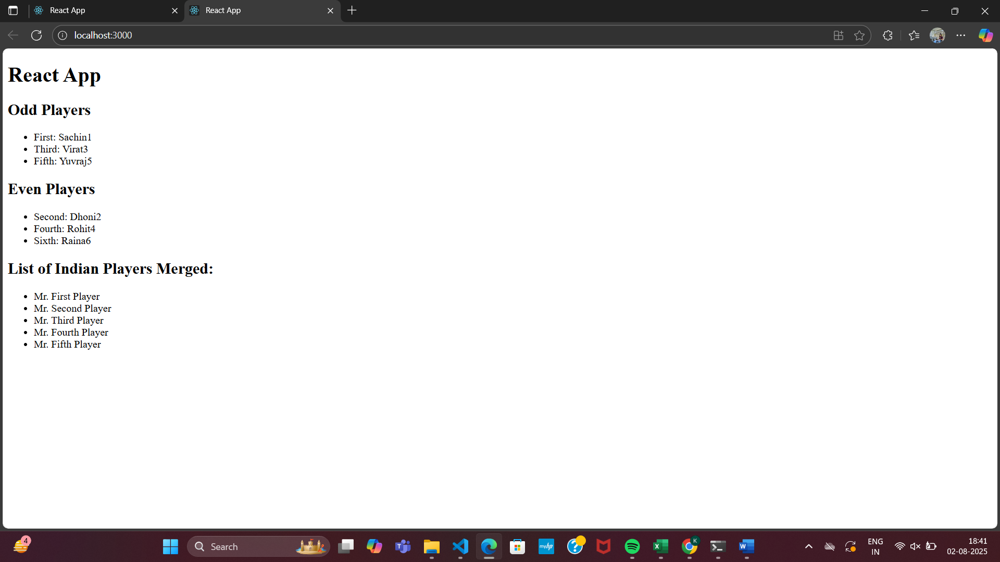 React App
React App
localhost:3000
React App
Odd Players
First: Sachin1
Third: Virat3
Fifth: Yuvraj5
Even Players
Second: Dhoni2
Fourth: Rohit4
Sixth: Raina6
List of Indian Players Merged:
Mr. First Player
Mr. Second Player
Mr. Third Player
Mr. Fourth Player
Mr. Fifth Player
4
Search
myhp
K
ENG
IN
18:41
02-08-2025